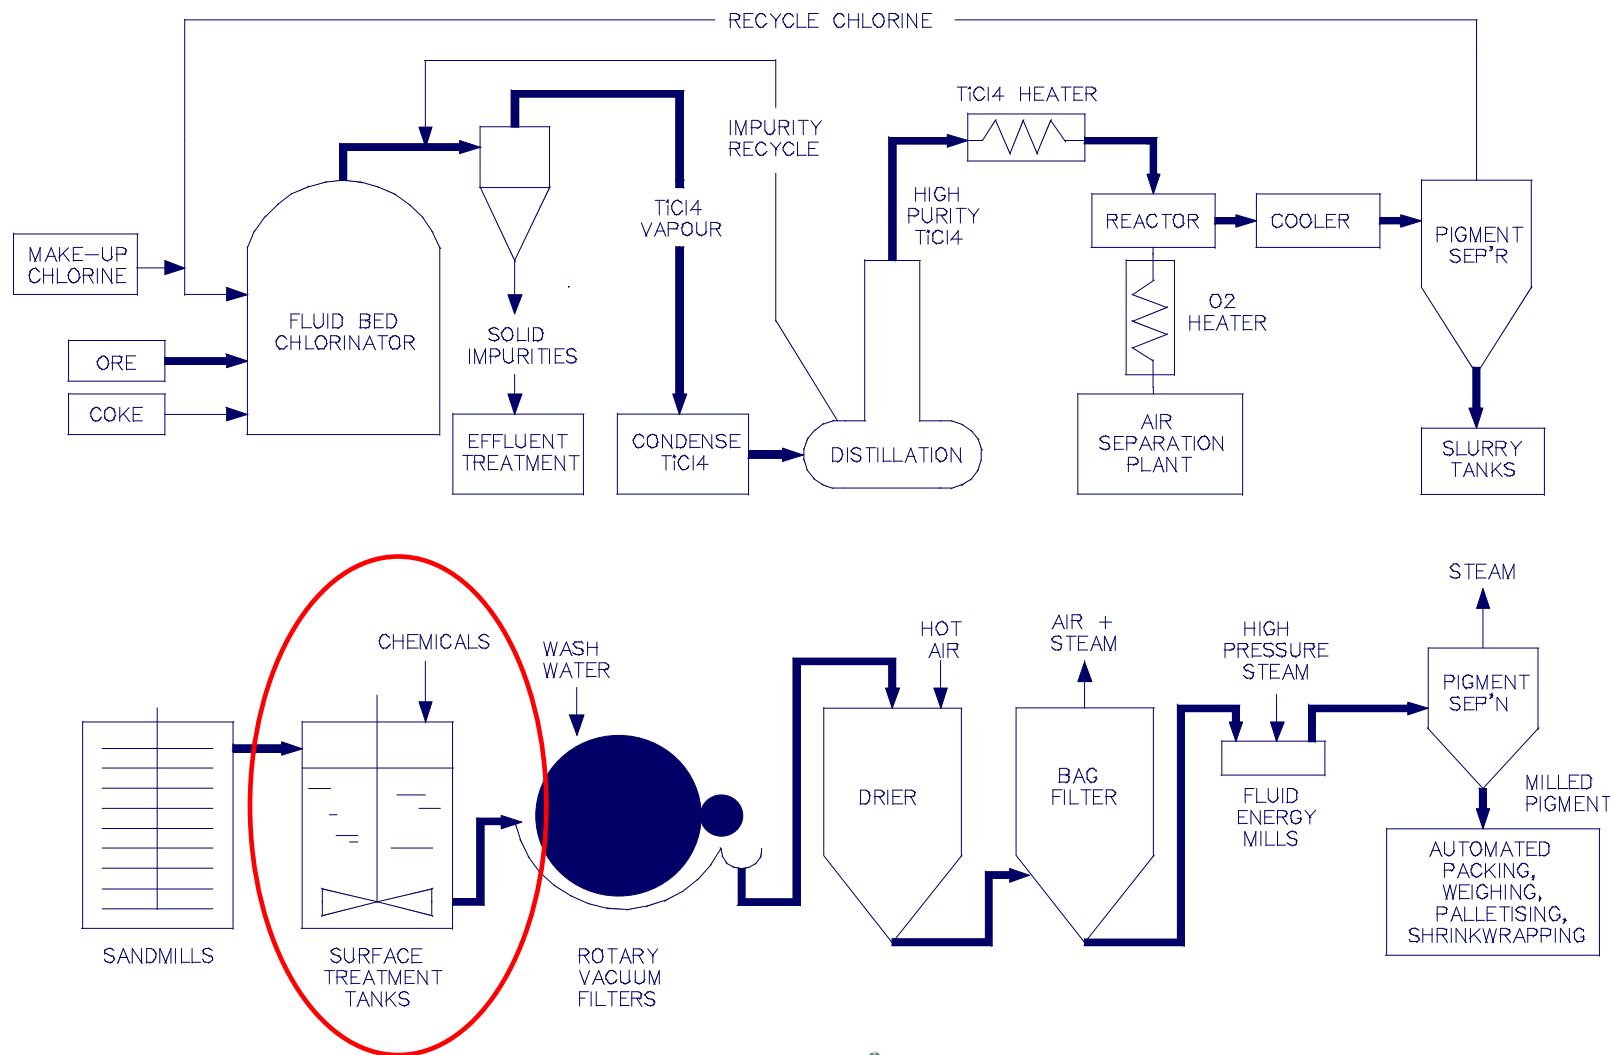 RECYCLE CHLORINE
TiCl4 HEATER
IMPURITY
RECYCLE
TiCl4
VAPOUR
HIGH
PURITY
TiCl4
REACTOR
COOLER
PIGMENT
SEP'R
MAKE-UP
CHLORINE
FLUID BED
CHLORINATOR
SOLID
IMPURITIES
O2
HEATER
ORE
COKE
EFFLUENT
TREATMENT
CONDENSE
TiCl4
DISTILLATION
AIR
SEPARATION
PLANT
SLURRY
TANKS
STEAM
CHEMICALS
WASH
WATER
HOT
AIR
AIR +
STEAM
HIGH
PRESSURE
STEAM
PIGMENT
SEP'N
DRIER
BAG
FILTER
FLUID
ENERGY
MILLS
MILLED
PIGMENT
AUTOMATED
PACKING,
WEIGHING,
PALLETISING,
SHRINKWRAPPING
SANDMILLS
SURFACE
TREATMENT
TANKS
ROTARY
VACUUM
FILTERS